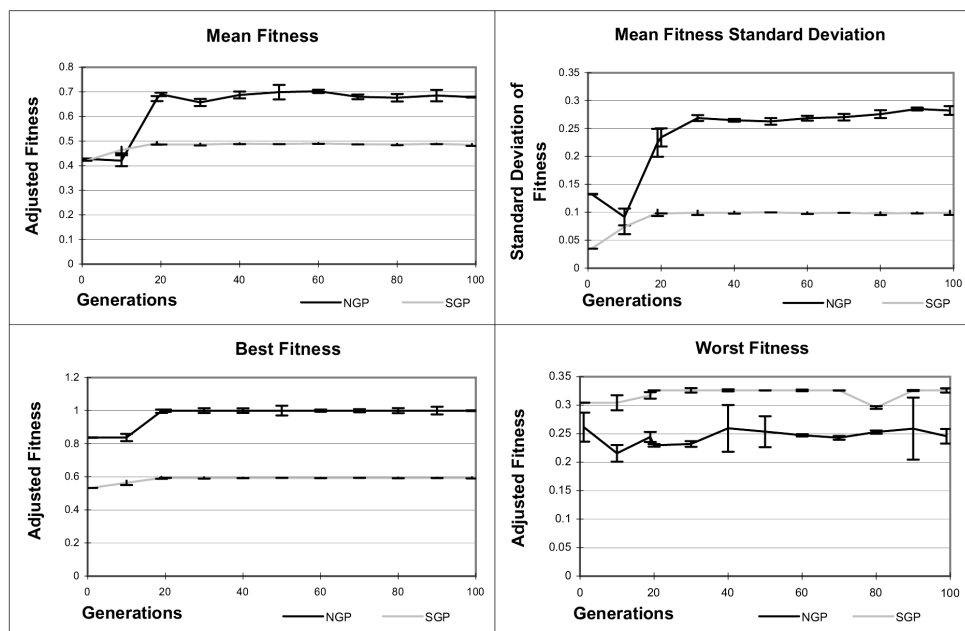 Mean Fitness
Adjusted Fitness
0.8
0.7
0.6
0.5
0.4
0.3
0.2
0.1
0
0 20 40 60 80 100
Generations
NGP SGP
Mean Fitness Standard Deviation
Standard Deviation of
Fitness
0.35
0.3
0.25
0.2
0.15
0.1
0.05
0
0 20 40 60 80 100
Generations
NGP SGP
Best Fitness
Adjusted Fitness
1.2
1
0.8
0.6
0.4
0.2
0
0 20 40 60 80 100
Generations
NGP SGP
Worst Fitness
Adjusted Fitness
0.35
0.3
0.25
0.2
0.15
0.1
0.05
0
0 20 40 60 80 100
Generations
NGP SGP